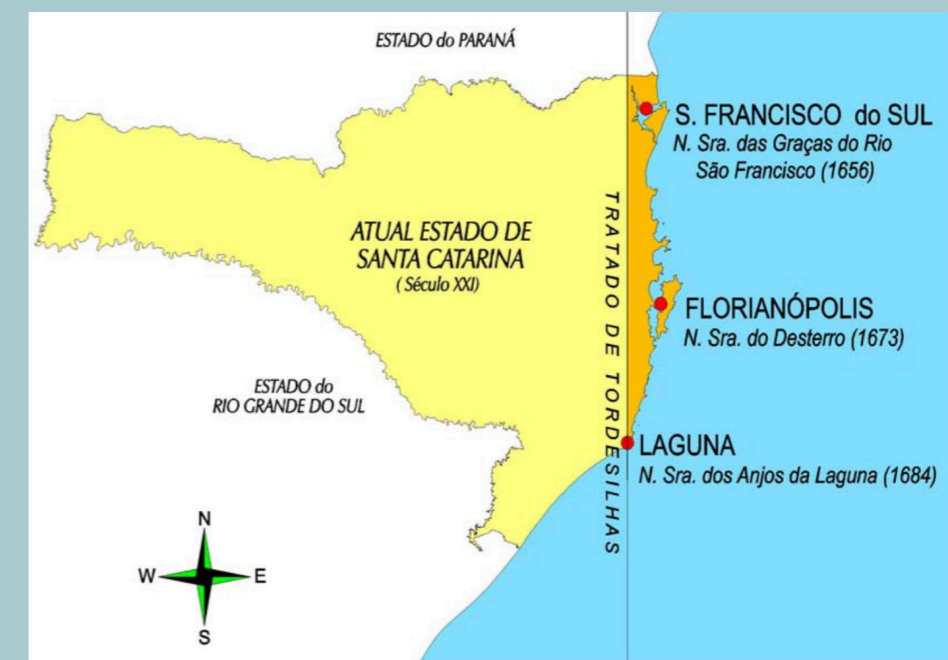 ESTADO do PARANÁ
S. FRANCISCO do SUL
N. Sra. das Graças do Rio
São Francisco (1656)
ATUAL ESTADO DE
SANTA CATARINA
( Século XXI)
TRATADO DE TORDESILHAS
FLORIANÓPOLIS
N. Sra. do Desterro (1673)
ESTADO do
RIO GRANDE DO SUL
LAGUNA
N. Sra. dos Anjos da Laguna (1684)
N
W
E
S